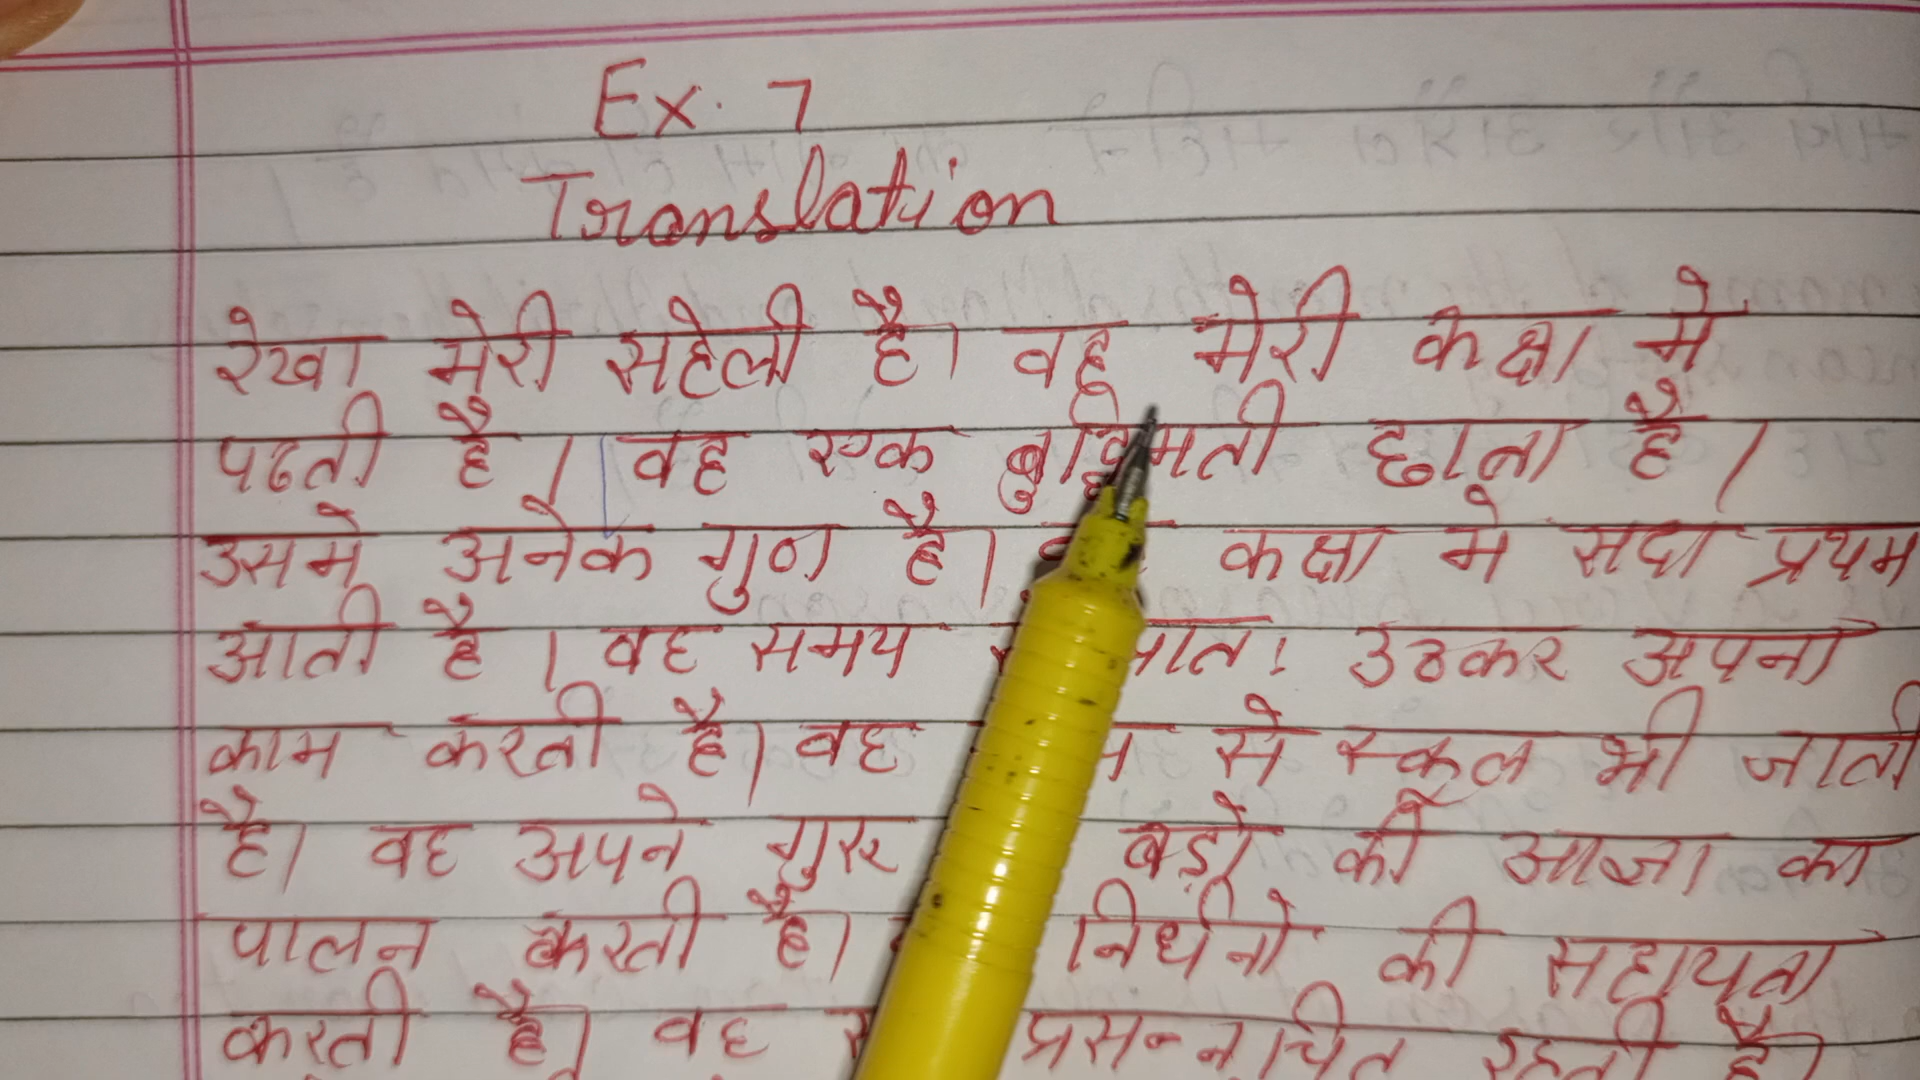 Ex. 7
Translation
रेखा मेरी सहेली है। वह मेरी कक्षा मे
पढती है। वह एक बुद्विमती छात्रा है।
उसमे अनेक गुण है। कक्षा मे सदा प्रथम
आती है। वह समय उठकर अपना
काम करती है। वह से स्कूल भी जाती
है। वह अपने गुरु बड़ो की आज्ञा का
पालन करती है। निर्धनो की सहायता
करती है। वह प्रसन्नचित रहती है।